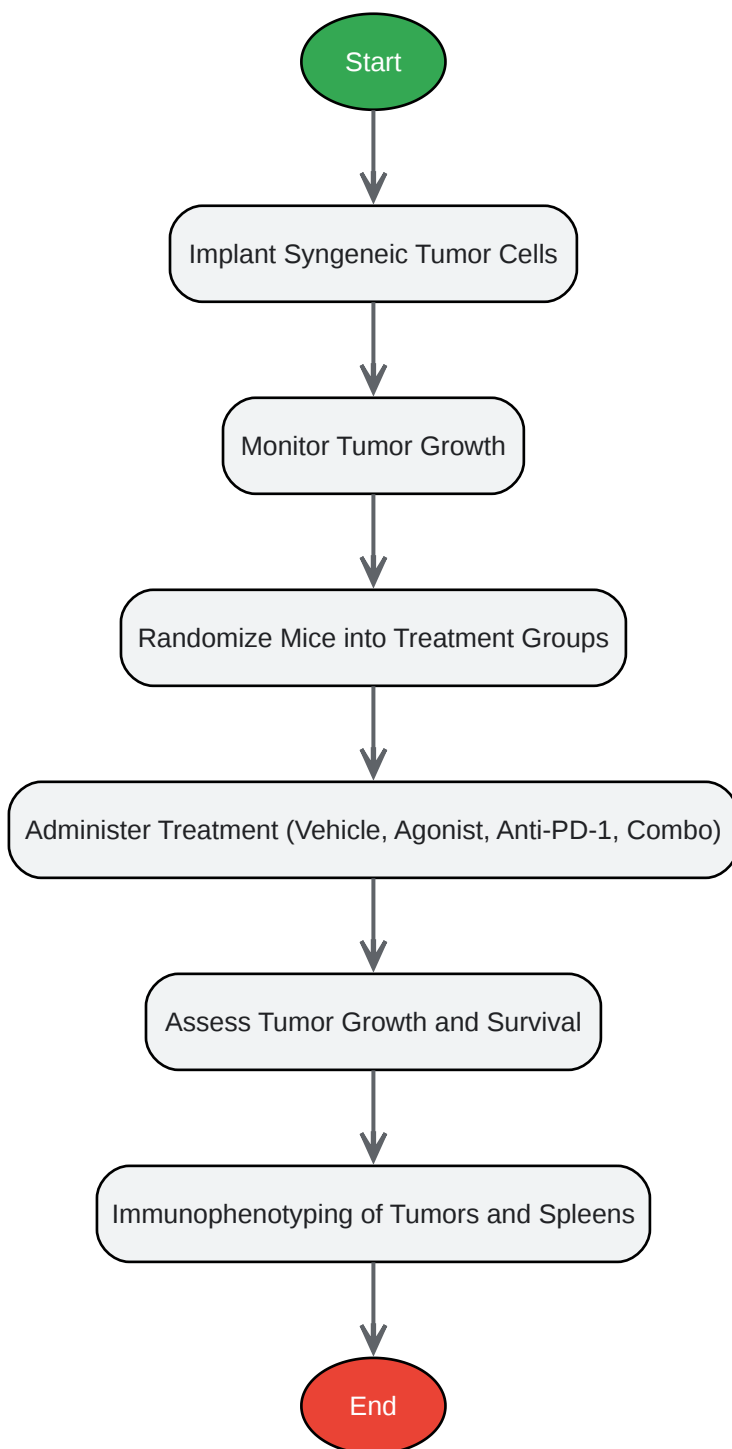 Start
Implant Syngeneic Tumor Cells
Monitor Tumor Growth
Randomize Mice into Treatment Groups
Administer Treatment (Vehicle, Agonist, Anti-PD-1, Combo)
Assess Tumor Growth and Survival
Immunophenotyping of Tumors and Spleens
End